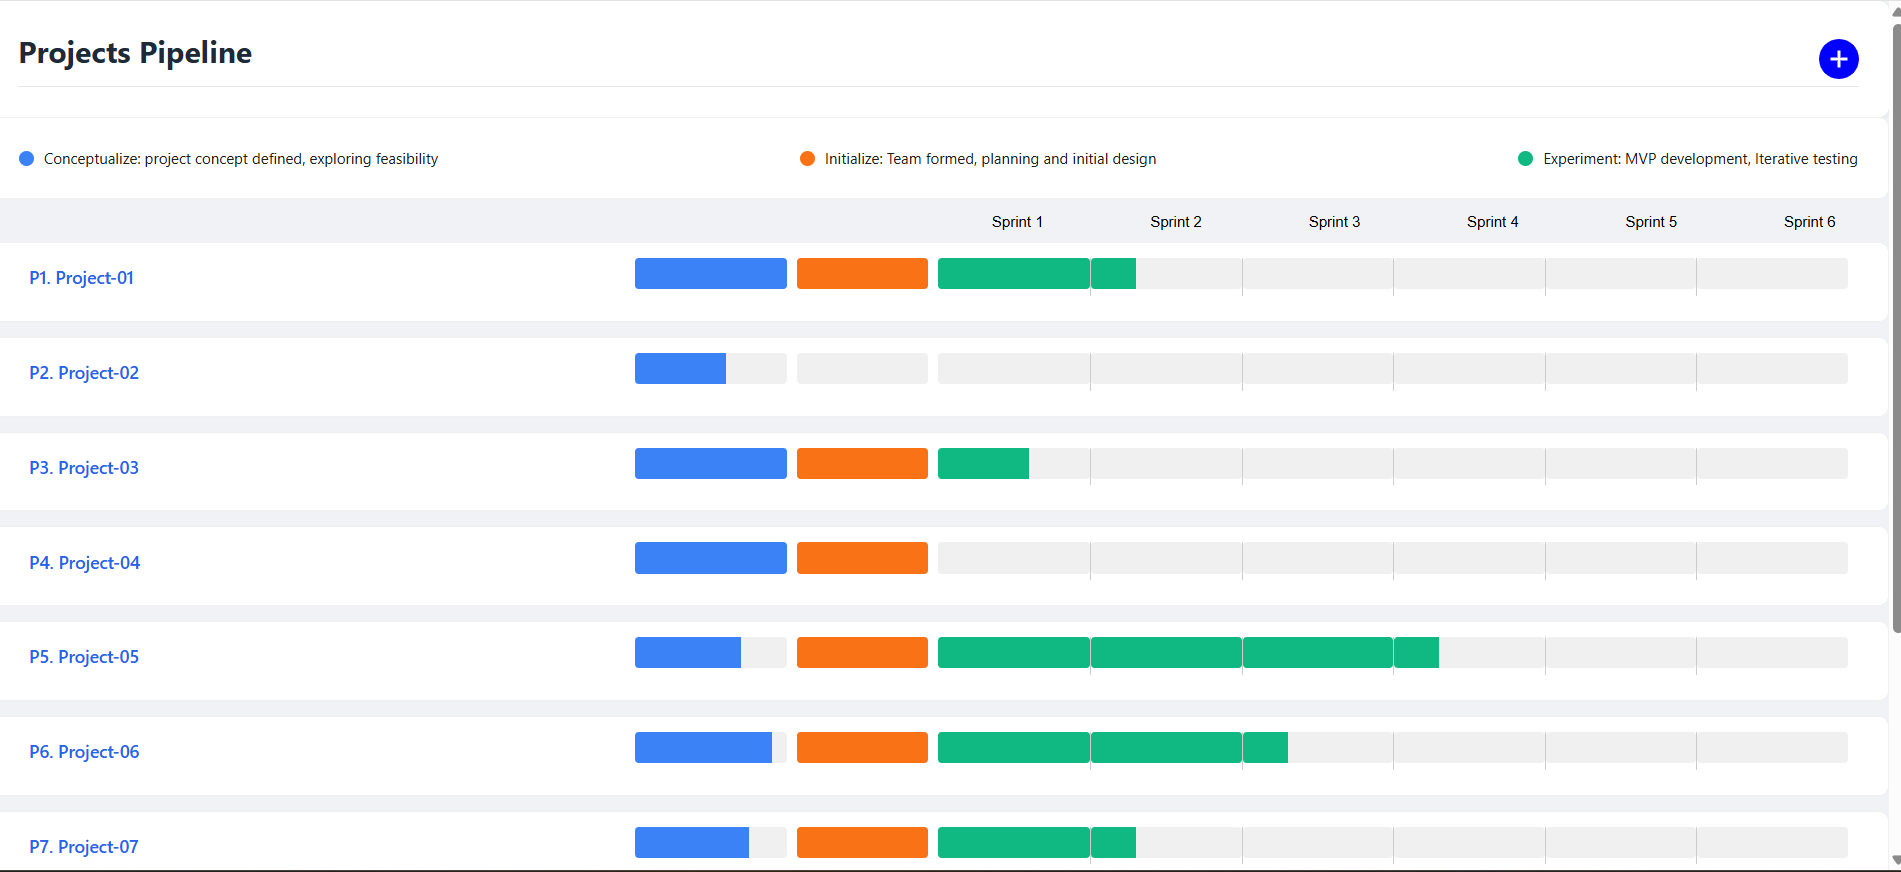 Projects Pipeline
Conceptualize: project concept defined, exploring feasibility
Initialize: Team formed, planning and initial design
Experiment: MVP development, Iterative testing
Sprint 1 Sprint 2 Sprint 3 Sprint 4 Sprint 5 Sprint 6
P1. Project-01
P2. Project-02
P3. Project-03
P4. Project-04
P5. Project-05
P6. Project-06
P7. Project-07